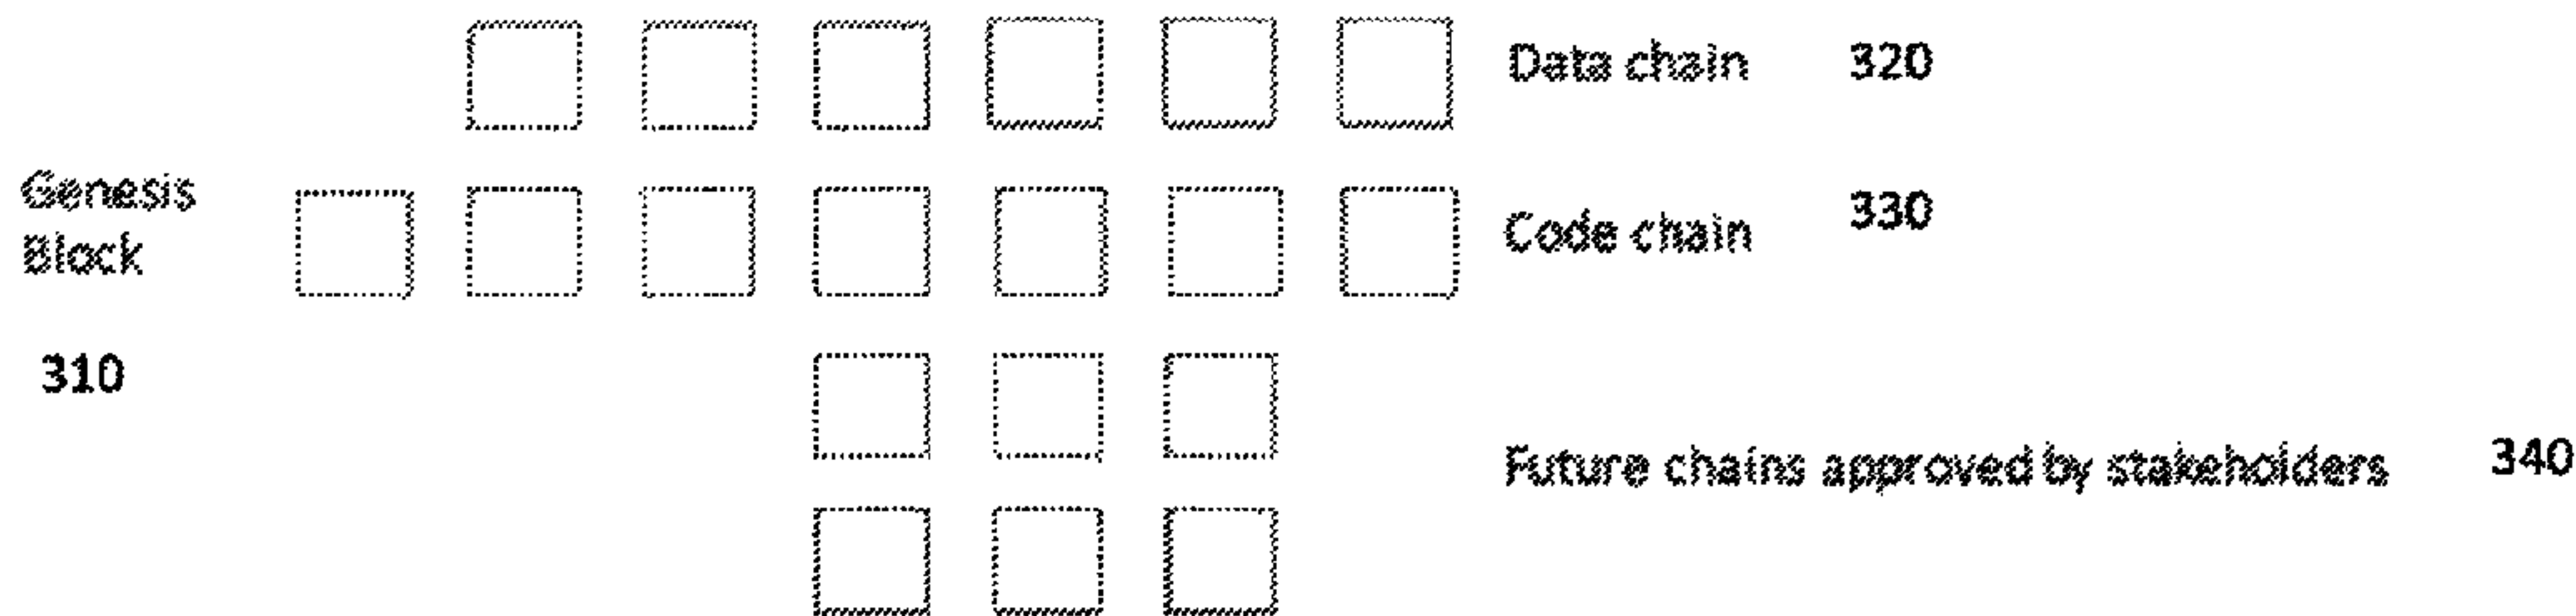 Data chain 320
Genesis
Block
Code chain 330
310
Future chains approved by stakeholders 340